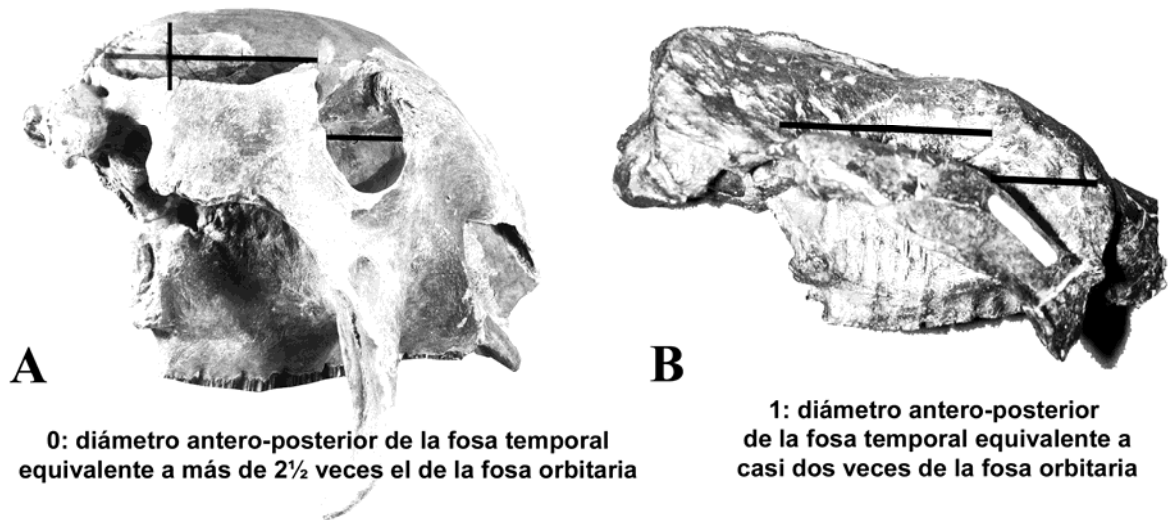 A
B
0: diámetro antero-posterior de la fosa temporal
equivalente a más de 2½ veces el de la fosa orbitaria
1: diámetro antero-posterior
de la fosa temporal equivalente a
casi dos veces de la fosa orbitaria